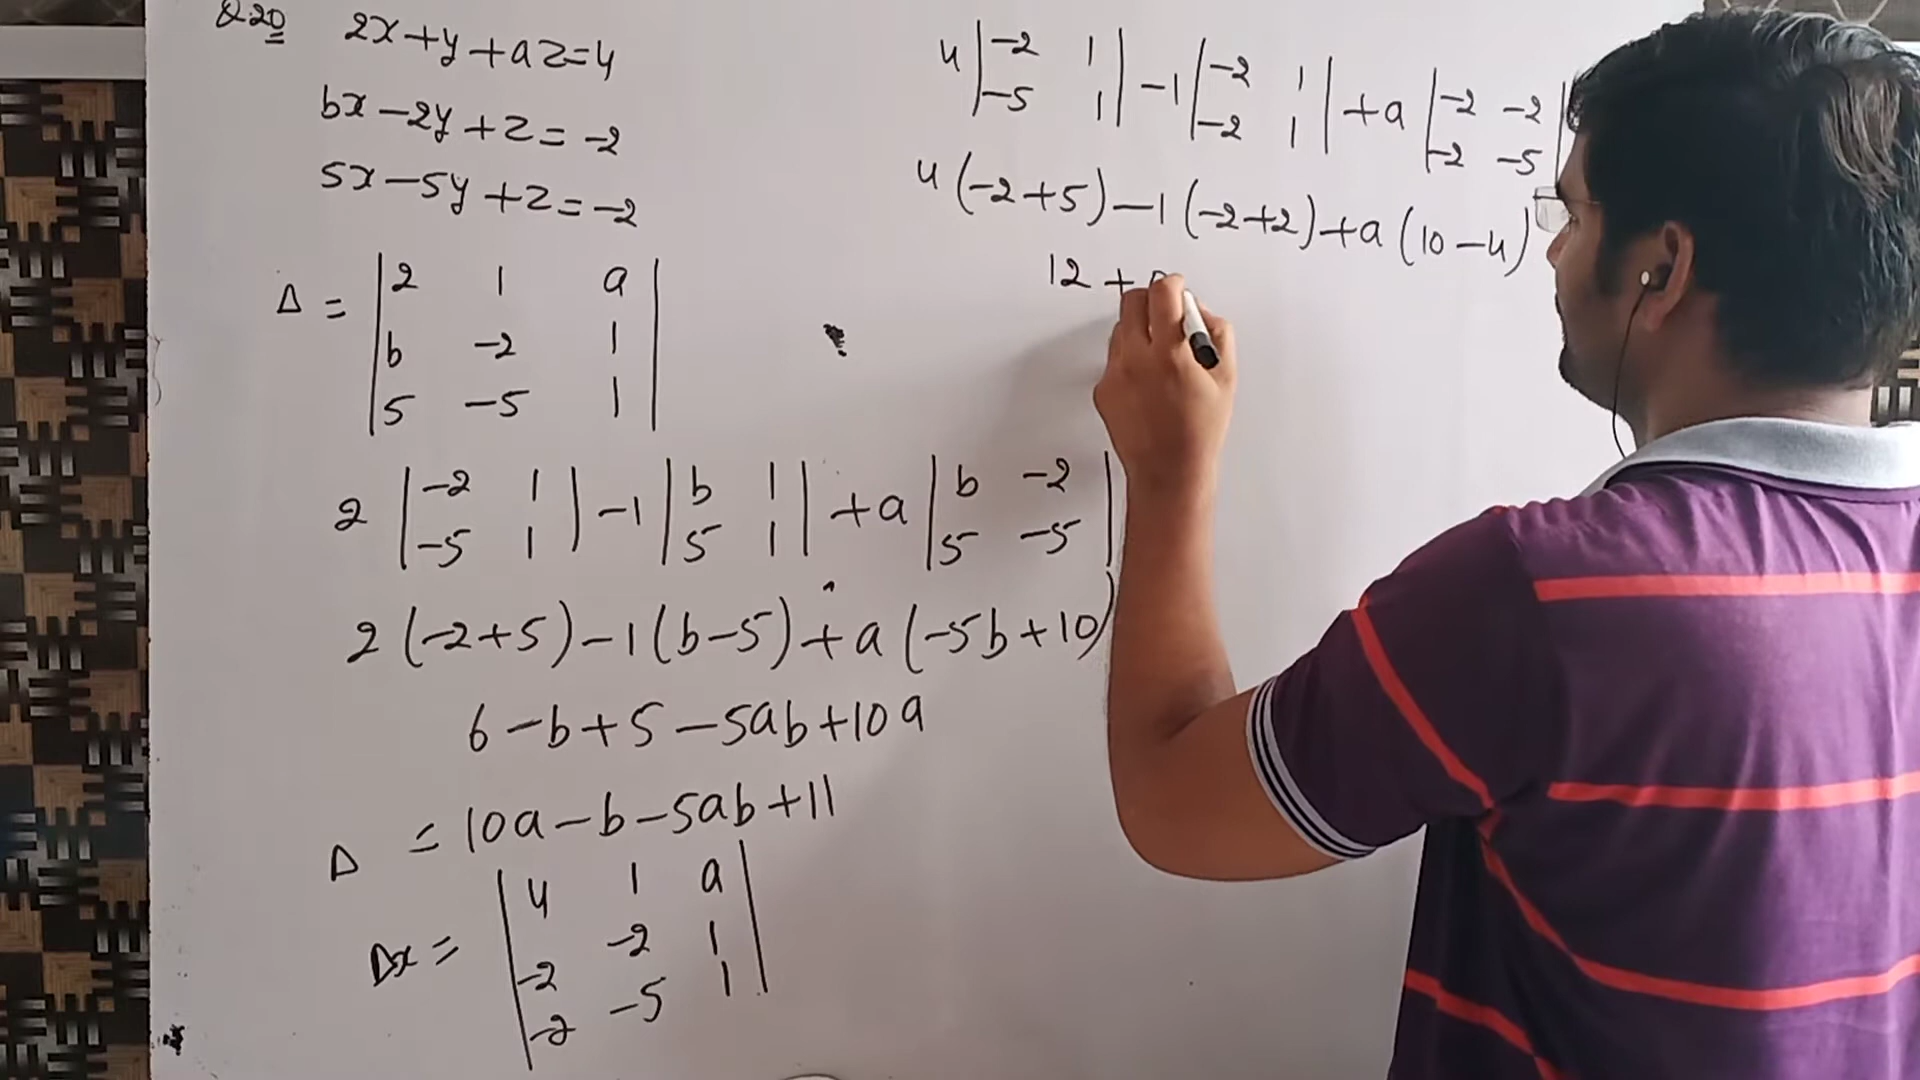 Q.20 2x+y+az=4
bx-2y+z=-2
5x-5y+z=-2
Δ = |2 1 a|
|b -2 1|
|5 -5 1|
2 |-2 1| -1 |b 1| +a |b -2|
|-5 1| |5 1| |5 -5|
2(-2+5)-1(b-5)+a(-5b+10)
6-b+5-5ab+10a
Δ = 10a-b-5ab+11
Δx = |4 1 a|
|-2 -2 1|
|-2 -5 1|
4 |-2 1| -1 |-2 1| +a |-2 -2|
|-5 1| |-2 1| |-2 -5|
4(-2+5)-1(-2+2)+a(10-4)
12+